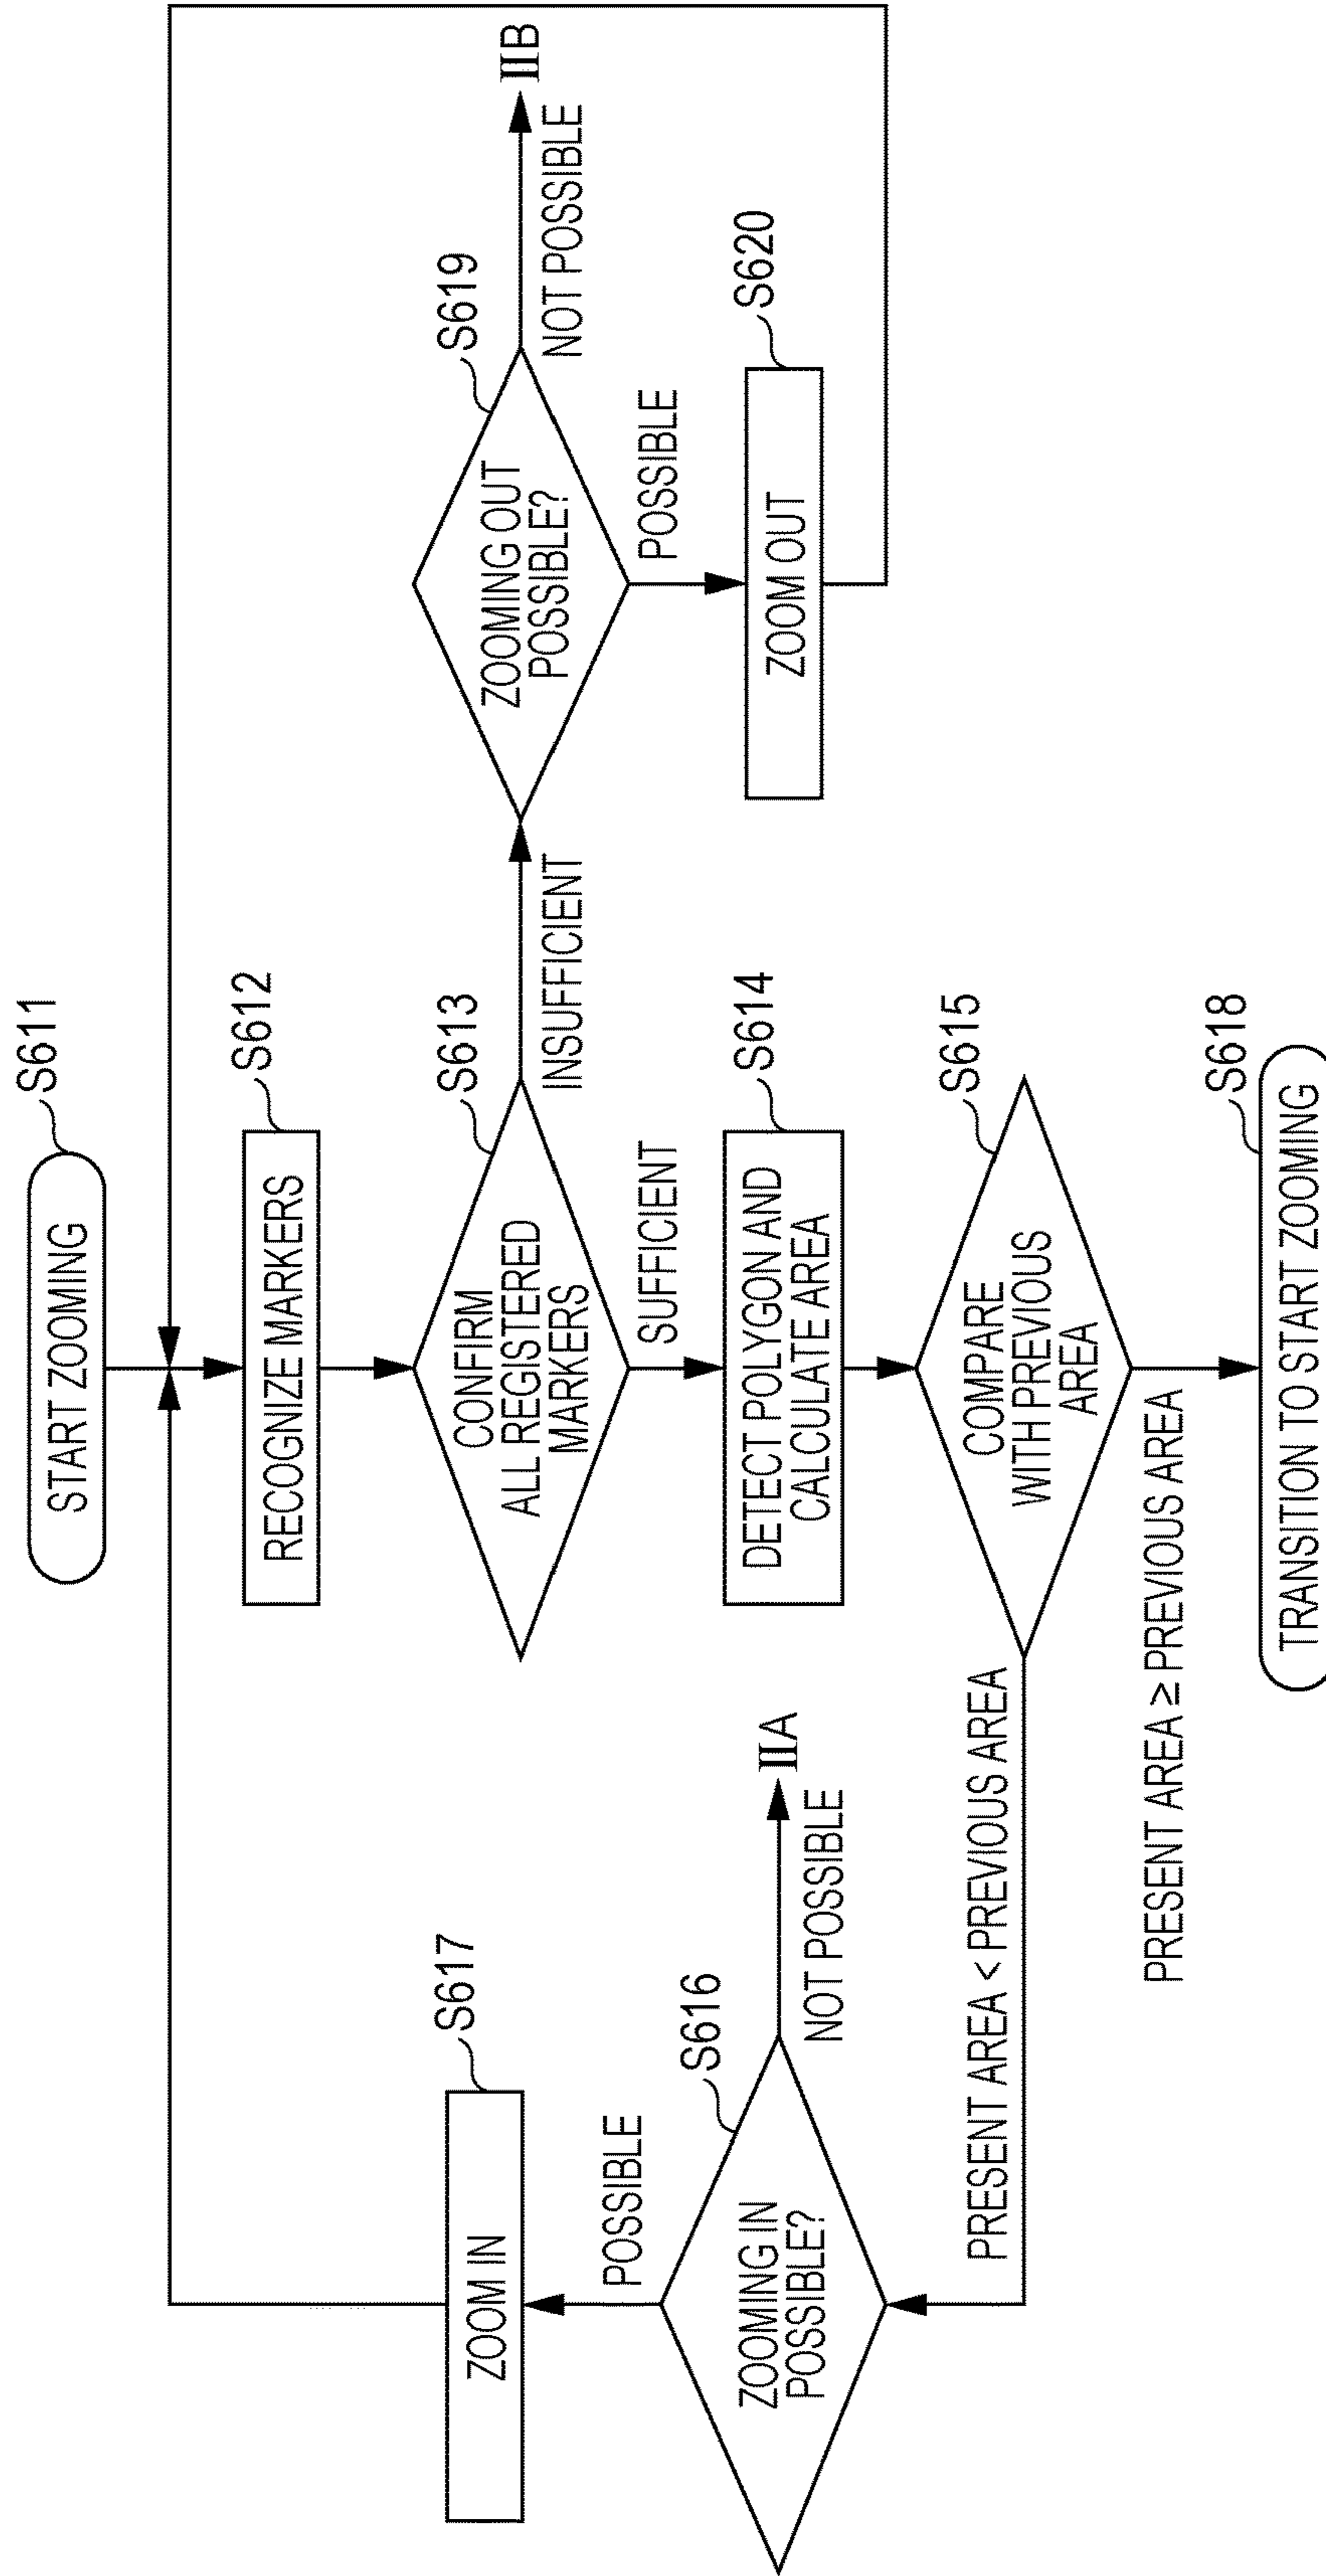 S611
START ZOOMING
S612
RECOGNIZE MARKERS
S613
CONFIRM
ALL REGISTERED
MARKERS
INSUFFICIENT
SUFFICIENT
S619
ZOOMING OUT
POSSIBLE?
NOT POSSIBLE
IIB
POSSIBLE
S620
ZOOM OUT
S614
DETECT POLYGON AND
CALCULATE AREA
S615
COMPARE
WITH PREVIOUS
AREA
PRESENT AREA < PREVIOUS AREA
PRESENT AREA ≥ PREVIOUS AREA
S616
ZOOMING IN
POSSIBLE?
NOT POSSIBLE
IIA
POSSIBLE
S617
ZOOM IN
S618
TRANSITION TO START ZOOMING